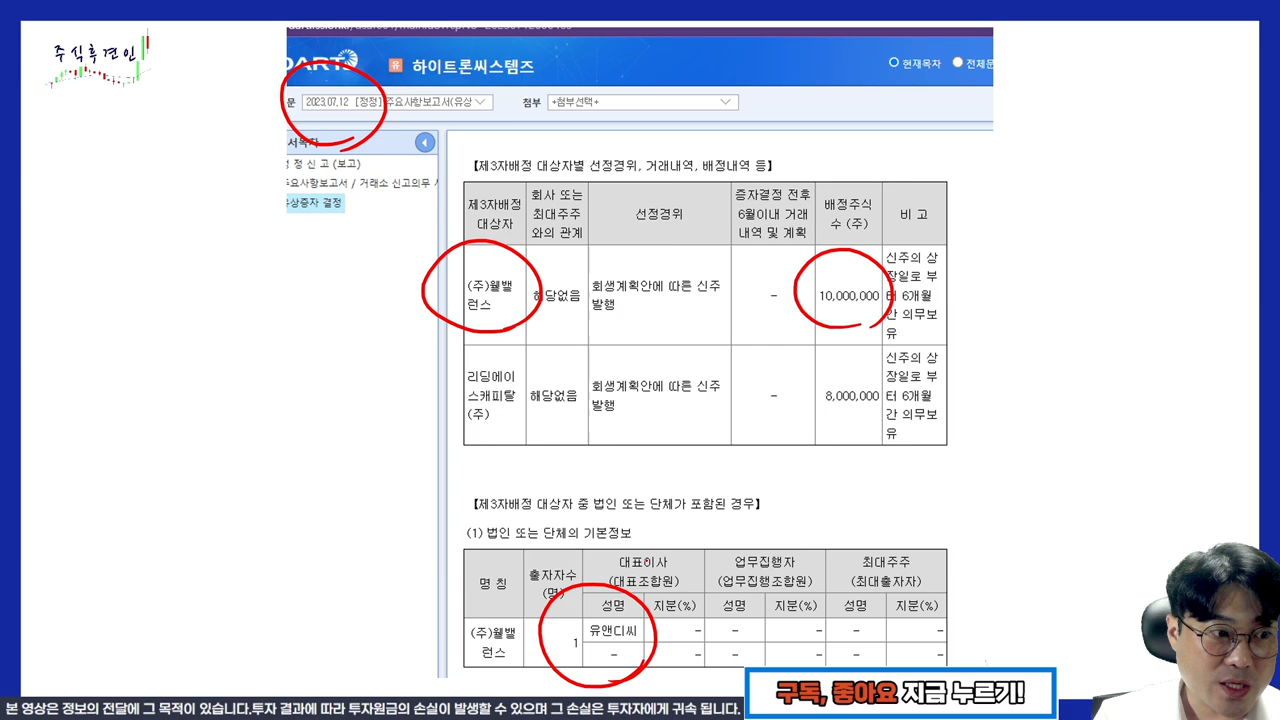 주식후견인
DART
유 하이트론씨스템즈
현재목차
문 2023.07.12 [정정] 주요사항보고서(유상
첨부 +첨부선택+
정 신 고 (보고)
주요사항보고서 / 거래소 신고의무 사
유상증자 결정
【제3자배정 대상자별 선정경위, 거래내역, 배정내역 등】
제3자배정 대상자
회사 또는 최대주주와의 관계
선정경위
증자결정 전후 6월이내 거래내역 및 계획
배정주식수 (주)
비 고
(주)웰밸런스
해당없음
회생계획안에 따른 신주 발행
–
10,000,000
신주의 상장일로 부터 6개월간 의무보유
리딩에이스캐피탈(주)
해당없음
회생계획안에 따른 신주 발행
–
8,000,000
신주의 상장일로 부터 6개월간 의무보유
【제3자배정 대상자 중 법인 또는 단체가 포함된 경우】
(1) 법인 또는 단체의 기본정보
명 칭
출자자수(명)
대표이사 (대표조합원)
업무집행자 (업무집행조합원)
최대주주 (최대출자자)
성명 지분(%) 성명 지분(%) 성명 지분(%)
(주)웰밸런스
1
유앤디씨 – – – – –
– – – – – –
구독, 좋아요 지금 누르기!
본 영상은 정보의 전달에 그 목적이 있습니다.투자 결과에 따라 투자원금의 손실이 발생할 수 있으며 그 손실은 투자자에게 귀속 됩니다.